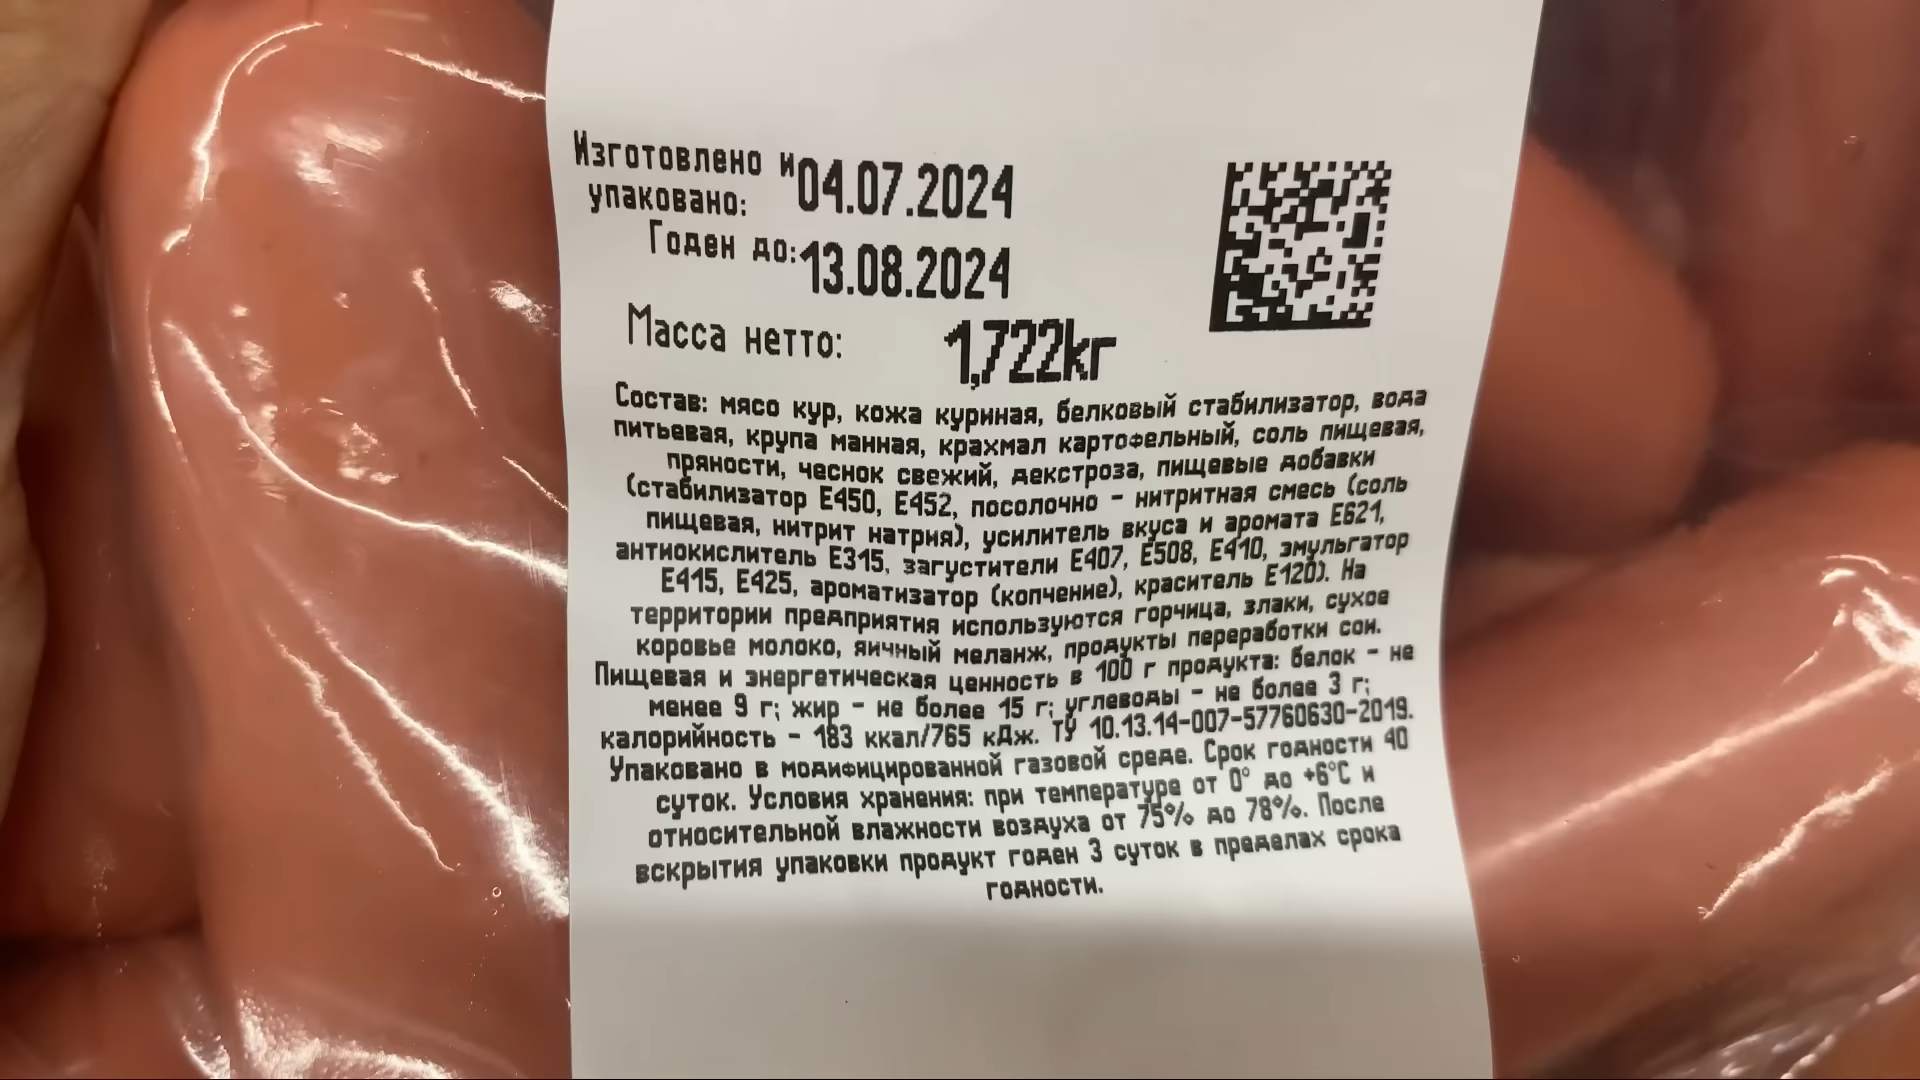 Изготовлено и
упаковано: 04.07.2024
Годен до: 13.08.2024
Масса нетто: 1,722кг
Состав: мясо кур, кожа куриная, белковый стабилизатор, вода
питьевая, крупа манная, крахмал картофельный, соль пищевая,
пряности, чеснок свежий, декстроза, пищевые добавки
(стабилизатор Е450, Е452, посолочно - нитритная смесь (соль
пищевая, нитрит натрия), усилитель вкуса и аромата Е621,
антиокислитель Е315, загустители Е407, Е508, Е410, эмульгатор
Е415, Е425, ароматизатор (копчение), краситель Е120). На
территории предприятия используются горчица, злаки, сухое
коровье молоко, яичный меланж, продукты переработки сои.
Пищевая и энергетическая ценность в 100 г продукта: белок - не
менее 9 г; жир - не более 15 г; углеводы - не более 3 г;
калорийность - 183 ккал/765 кДж. ТУ 10.13.14-007-57760630-2019.
Упаковано в модифицированной газовой среде. Срок годности 40
суток. Условия хранения: при температуре от 0° до +6°С и
относительной влажности воздуха от 75% до 78%. После
вскрытия упаковки продукт годен 3 суток в пределах срока
годности.